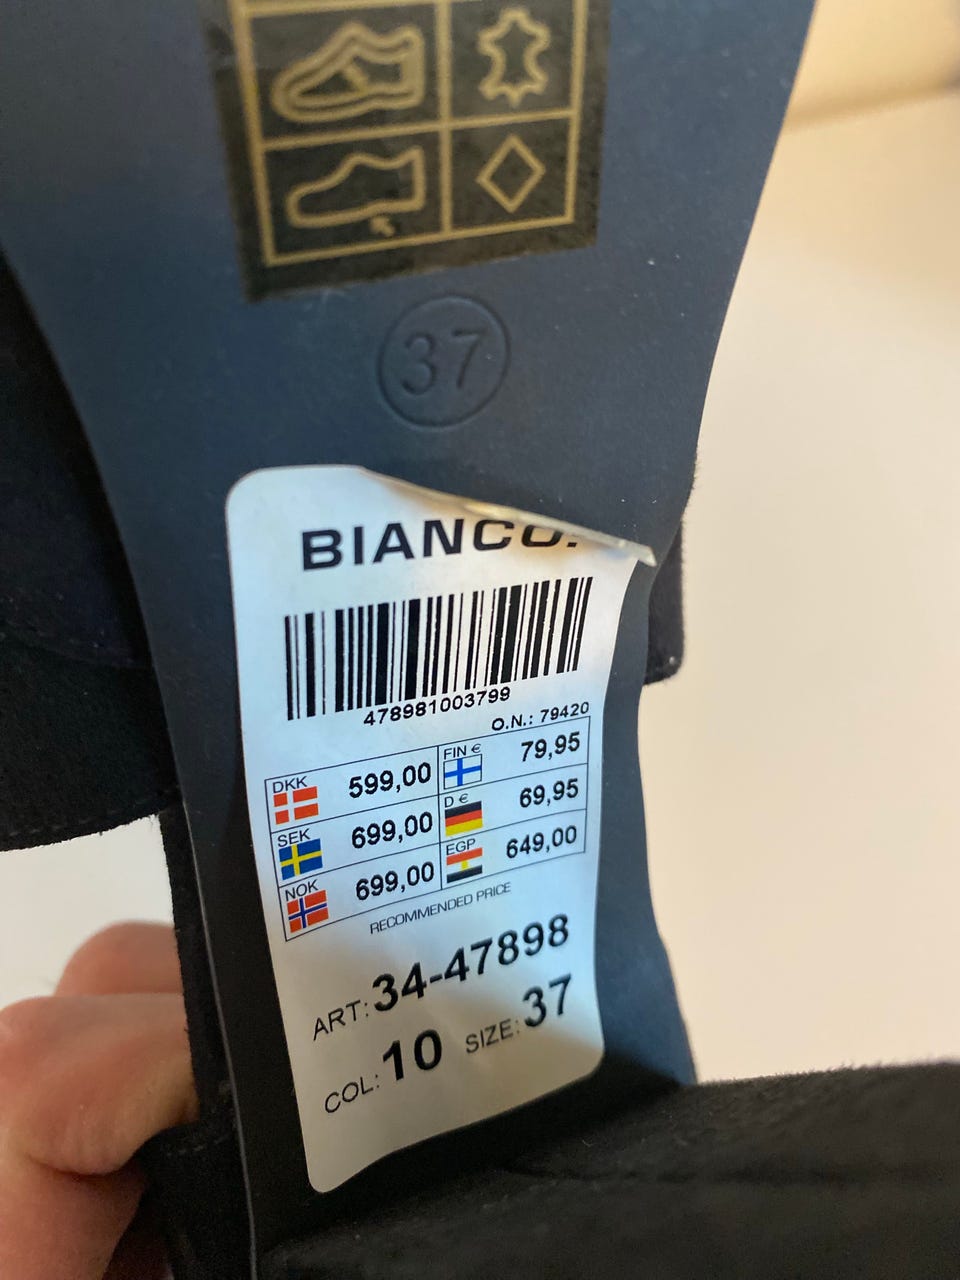 37
BIANCO.
478981003799
O.N.: 79420
DKK 599,00 FIN € 79,95
SEK 699,00 D € 69,95
NOK 699,00 EGP 649,00
RECOMMENDED PRICE
ART: 34-47898
COL: 10 SIZE: 37